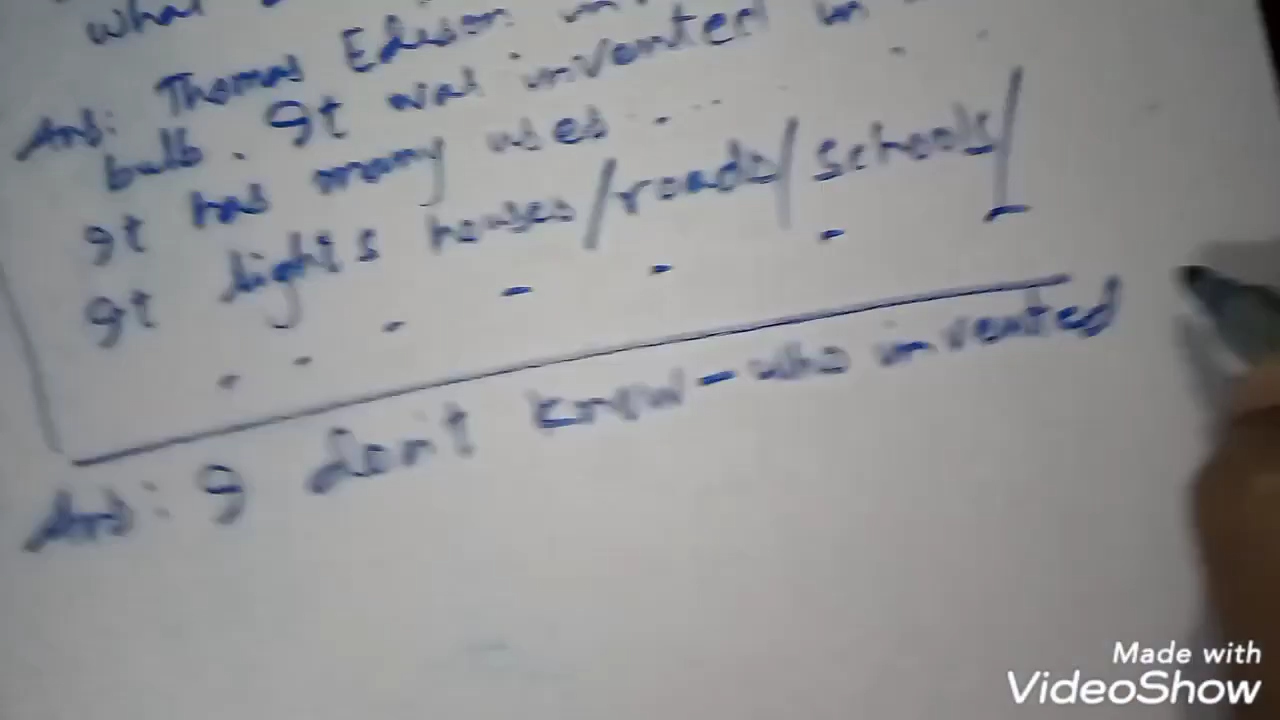 what
Ans: Thomas Edison
bulb. It was invented in
It has many uses ...
It lights houses/roads/schools/
- - - - - - -
Ans: I don't know - who invented
Made with
VideoShow